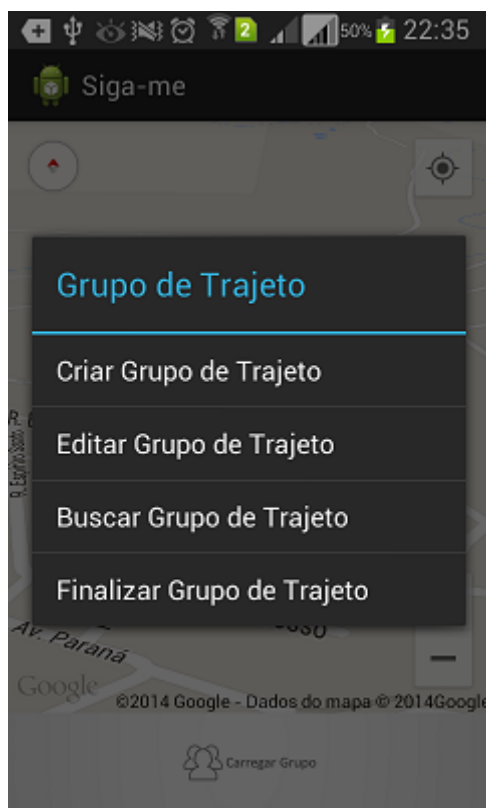 2 50% 22:35
Siga-me
Grupo de Trajeto
Criar Grupo de Trajeto
Editar Grupo de Trajeto
Buscar Grupo de Trajeto
Finalizar Grupo de Trajeto
Av. Paraná
Google
©2014 Google - Dados do mapa © 2014Google
Carregar Grupo